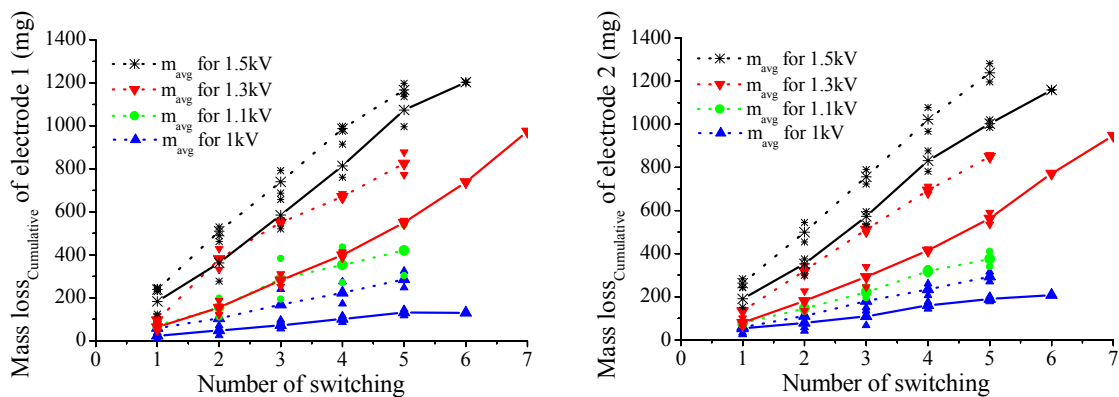 Mass loss_Cumulative of electrode 1 (mg)
1400
1200
1000
800
600
400
200
0
m_avg for 1.5kV
m_avg for 1.3kV
m_avg for 1.1kV
m_avg for 1kV
0 1 2 3 4 5 6 7
Number of switching
Mass loss_Cumulative of electrode 2 (mg)
1400
1200
1000
800
600
400
200
0
m_avg for 1.5kV
m_avg for 1.3kV
m_avg for 1.1kV
m_avg for 1kV
0 1 2 3 4 5 6 7
Number of switching